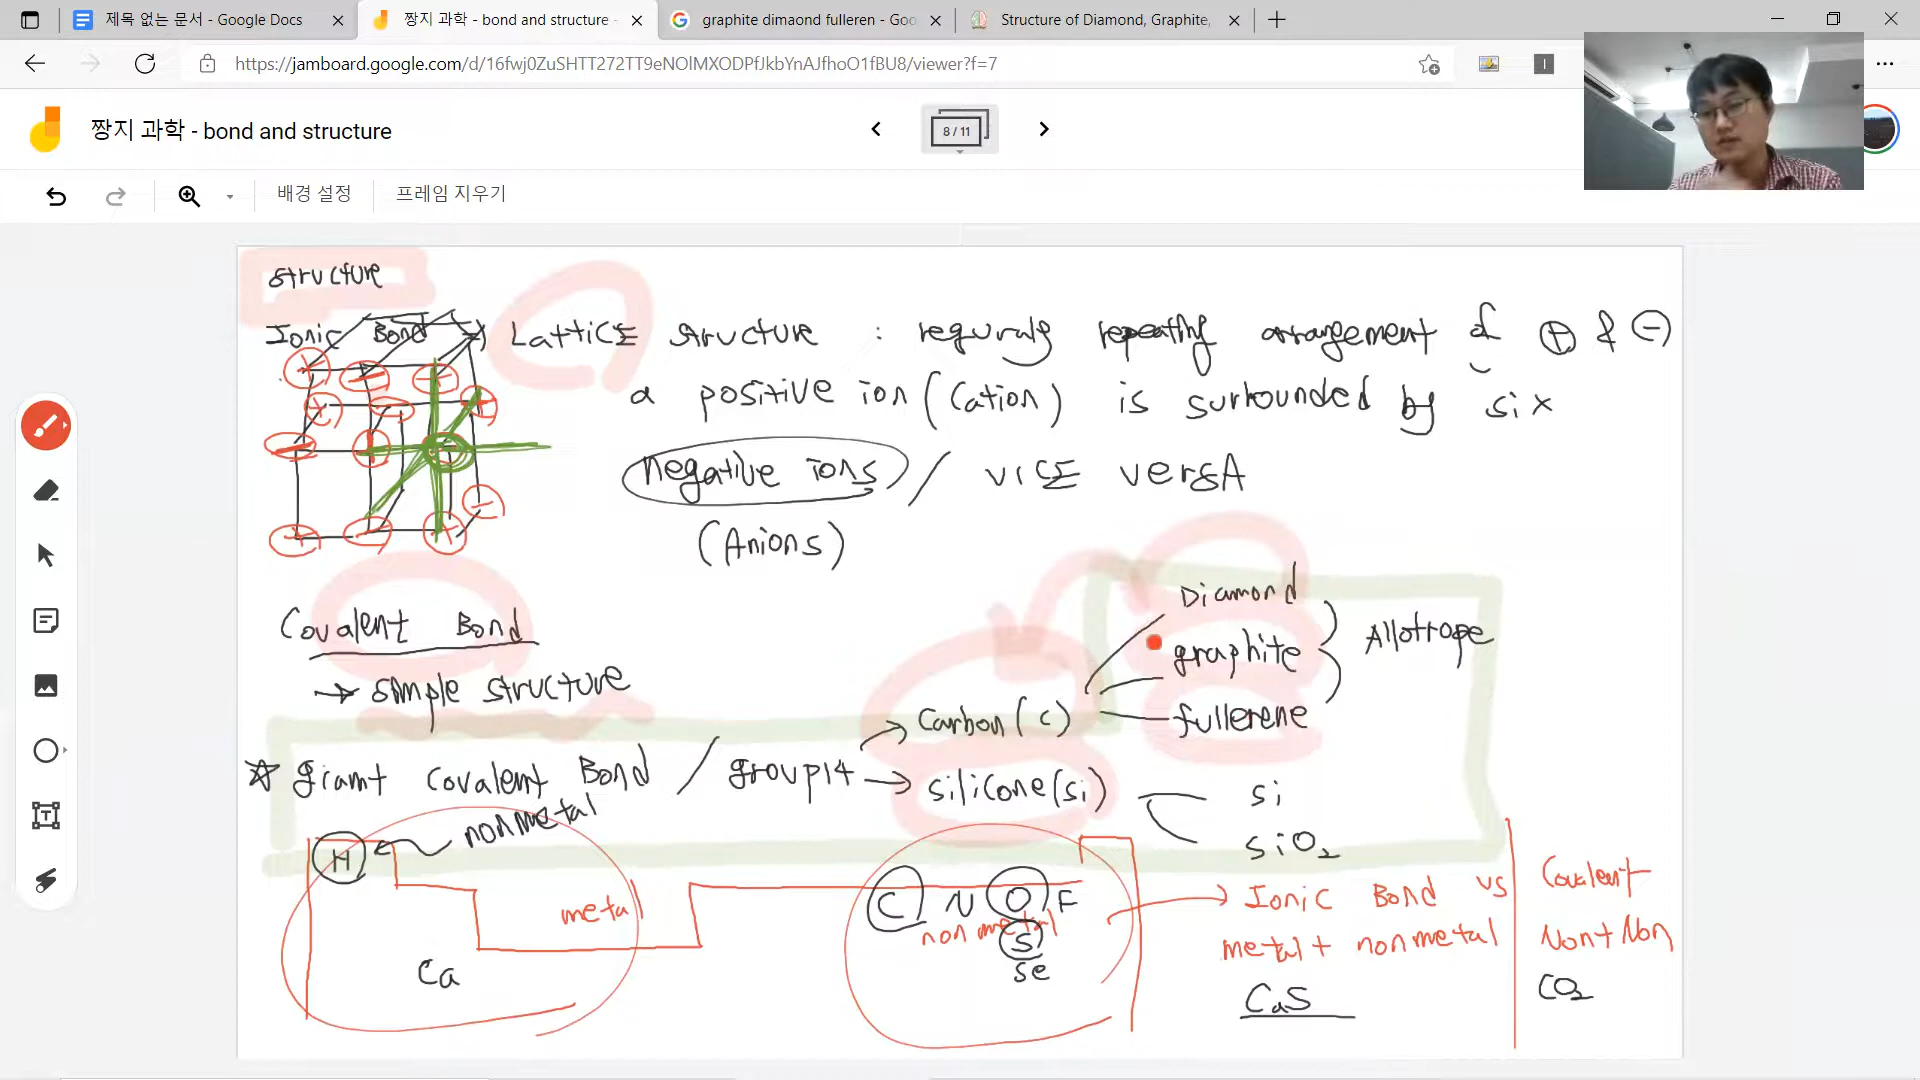 제목 없는 문서 - Google Docs
짱지 과학 - bond and structure -
graphite dimaond fulleren - Goo
Structure of Diamond, Graphite,
https://jamboard.google.com/d/16fwj0ZuSHTT272TT9eNOlMXODPfJkbYnAJfhoO1fBU8/viewer?f=7
짱지 과학 - bond and structure
8 / 11
배경 설정
프레임 지우기
structure
Ionic Bond
Lattice structure : reguraly repeating arrangement of ⊕ & ⊖
a positive ion (Cation) is surrounded by six
negative ions / vice versA
(Anions)
Covalent Bond
→ simple structure
Diamond
graphite
fullerene
Allotrope
☆ giant covalent Bond / group14
→ Carbon (C)
→ silicone (si)
si
siO₂
H
nonmetal
metal
Ca
C N O F
nonmetal
S
Se
→ Ionic Bond vs
metal + nonmetal
CaS
Covalent
Non+Non
CO₂